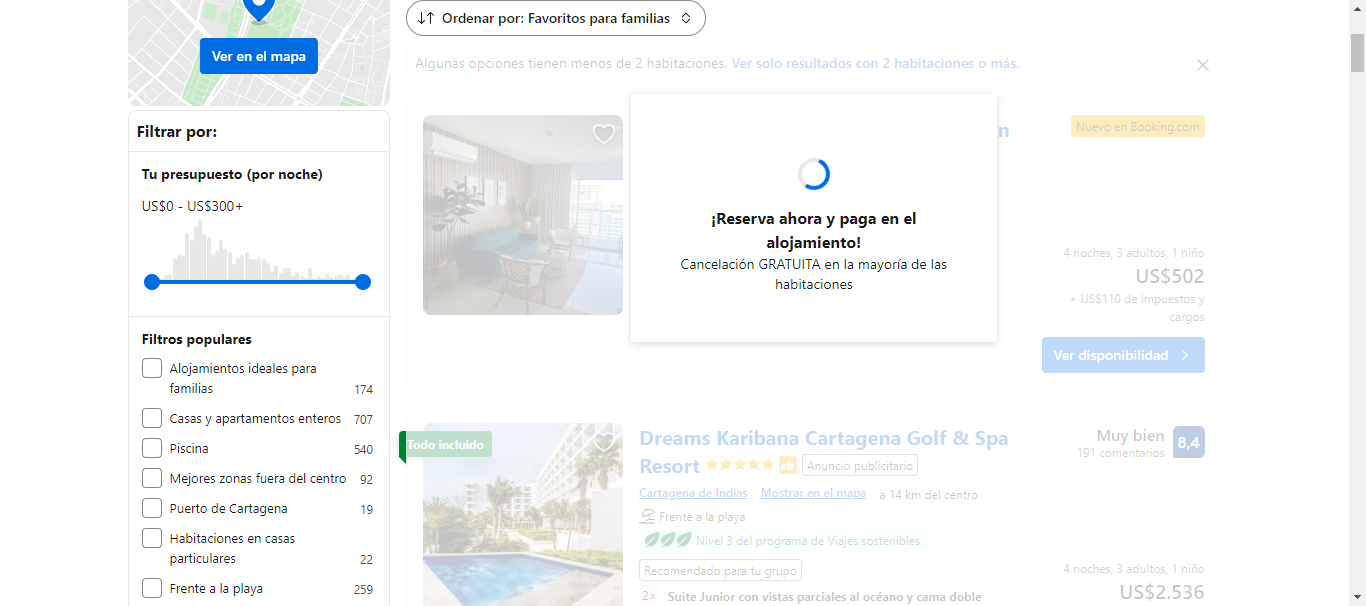 Ver en el mapa
Filtrar por:
Tu presupuesto (por noche)
US$0 - US$300+
Filtros populares
Alojamientos ideales para
familias 174
Casas y apartamentos enteros 707
Piscina 540
Mejores zonas fuera del centro 92
Puerto de Cartagena 19
Habitaciones en casas
particulares 22
Frente a la playa 259
Ordenar por: Favoritos para familias
Algunas opciones tienen menos de 2 habitaciones. Ver solo resultados con 2 habitaciones o más.
n
Nuevo en Booking.com
¡Reserva ahora y paga en el
alojamiento!
Cancelación GRATUITA en la mayoría de las
habitaciones
4 noches, 3 adultos, 1 niño
US$502
+ US$110 de impuestos y
cargos
Ver disponibilidad
Todo incluido
Dreams Karibana Cartagena Golf & Spa
Resort Anuncio publicitario
Muy bien 8,4
191 comentarios
Cartagena de Indias Mostrar en el mapa a 14 km del centro
Frente a la playa
Nivel 3 del programa de Viajes sostenibles
Recomendado para tu grupo
2× Suite Junior con vistas parciales al océano y cama doble
4 noches, 3 adultos, 1 niño
US$2.536